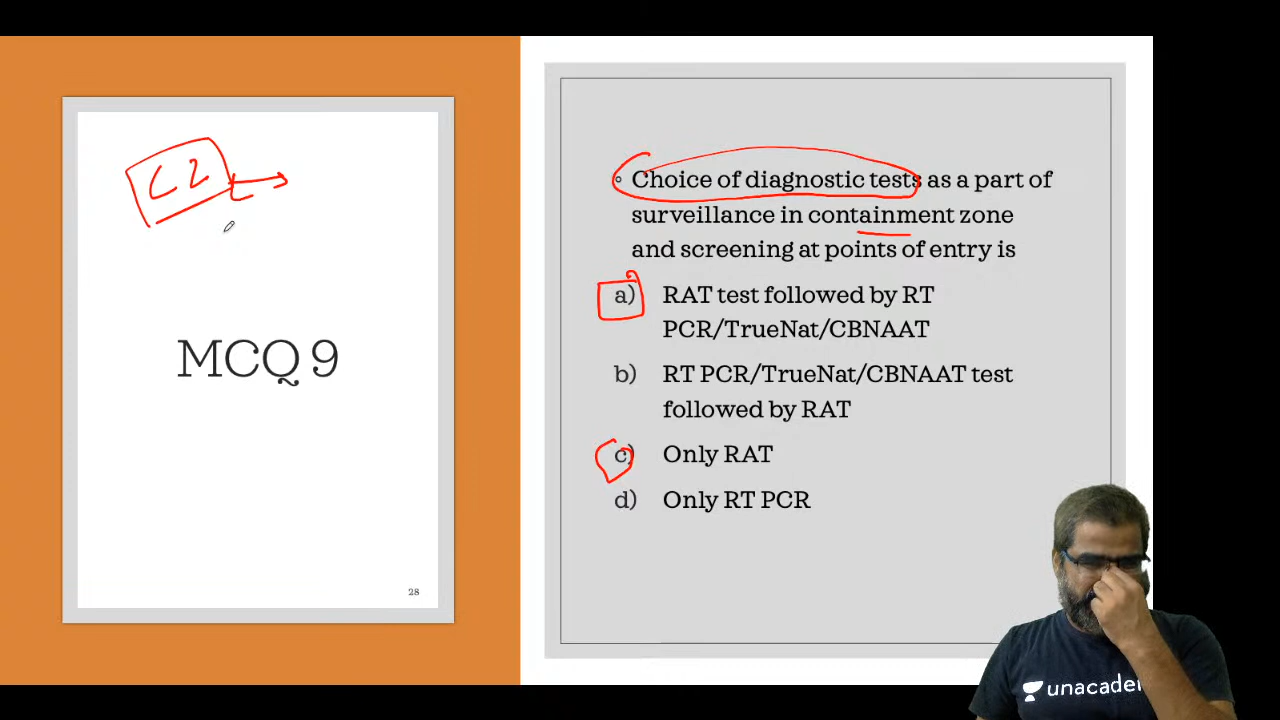 CZ
MCQ 9
28
Choice of diagnostic tests as a part of
surveillance in containment zone
and screening at points of entry is
a) RAT test followed by RT
PCR/TrueNat/CBNAAT
b) RT PCR/TrueNat/CBNAAT test
followed by RAT
c) Only RAT
d) Only RT PCR
unacade